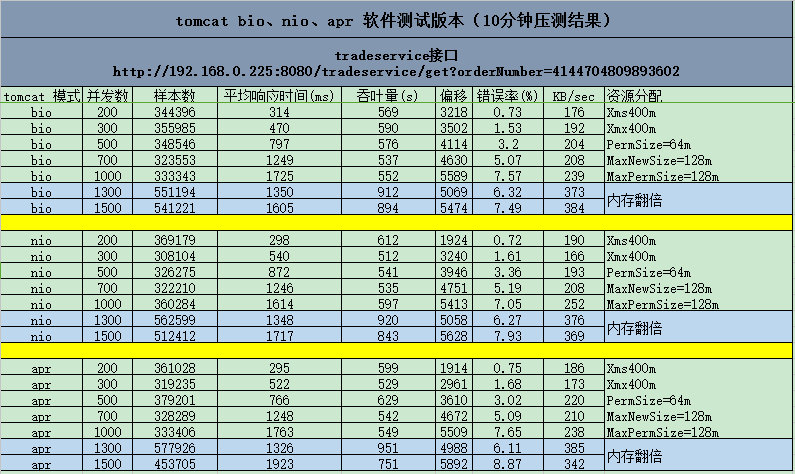 tomcat bio、nio、apr 软件测试版本（10分钟压测结果）
tradeservice接口
http://192.168.0.225:8080/tradeservice/get?orderNumber=4144704809893602
tomcat 模式 并发数 样本数 平均响应时间(ms) 吞吐量(s) 偏移 错误率(%) KB/sec 资源分配
bio 200 344396 314 569 3218 0.73 176 Xms400m
bio 300 355985 470 590 3502 1.53 192 Xmx400m
bio 500 348546 797 576 4114 3.2 204 PermSize=64m
bio 700 323553 1249 537 4630 5.07 208 MaxNewSize=128m
bio 1000 333343 1725 552 5589 7.57 239 MaxPermSize=128m
bio 1300 551194 1350 912 5069 6.32 373 内存翻倍
bio 1500 541221 1605 894 5474 7.49 384
nio 200 369179 298 612 1924 0.72 190 Xms400m
nio 300 308104 540 512 3240 1.61 166 Xmx400m
nio 500 326275 872 541 3946 3.36 193 PermSize=64m
nio 700 322210 1246 535 4751 5.19 208 MaxNewSize=128m
nio 1000 360284 1614 597 5413 7.05 252 MaxPermSize=128m
nio 1300 562599 1348 920 5058 6.27 376 内存翻倍
nio 1500 512412 1717 843 5628 7.93 369
apr 200 361028 295 599 1914 0.75 186 Xms400m
apr 300 319235 522 529 2961 1.68 173 Xmx400m
apr 500 379201 766 629 3610 3.02 220 PermSize=64m
apr 700 328289 1248 542 4672 5.09 210 MaxNewSize=128m
apr 1000 333406 1763 549 5509 7.65 238 MaxPermSize=128m
apr 1300 577926 1326 951 4988 6.11 385 内存翻倍
apr 1500 453705 1923 751 5892 8.87 342